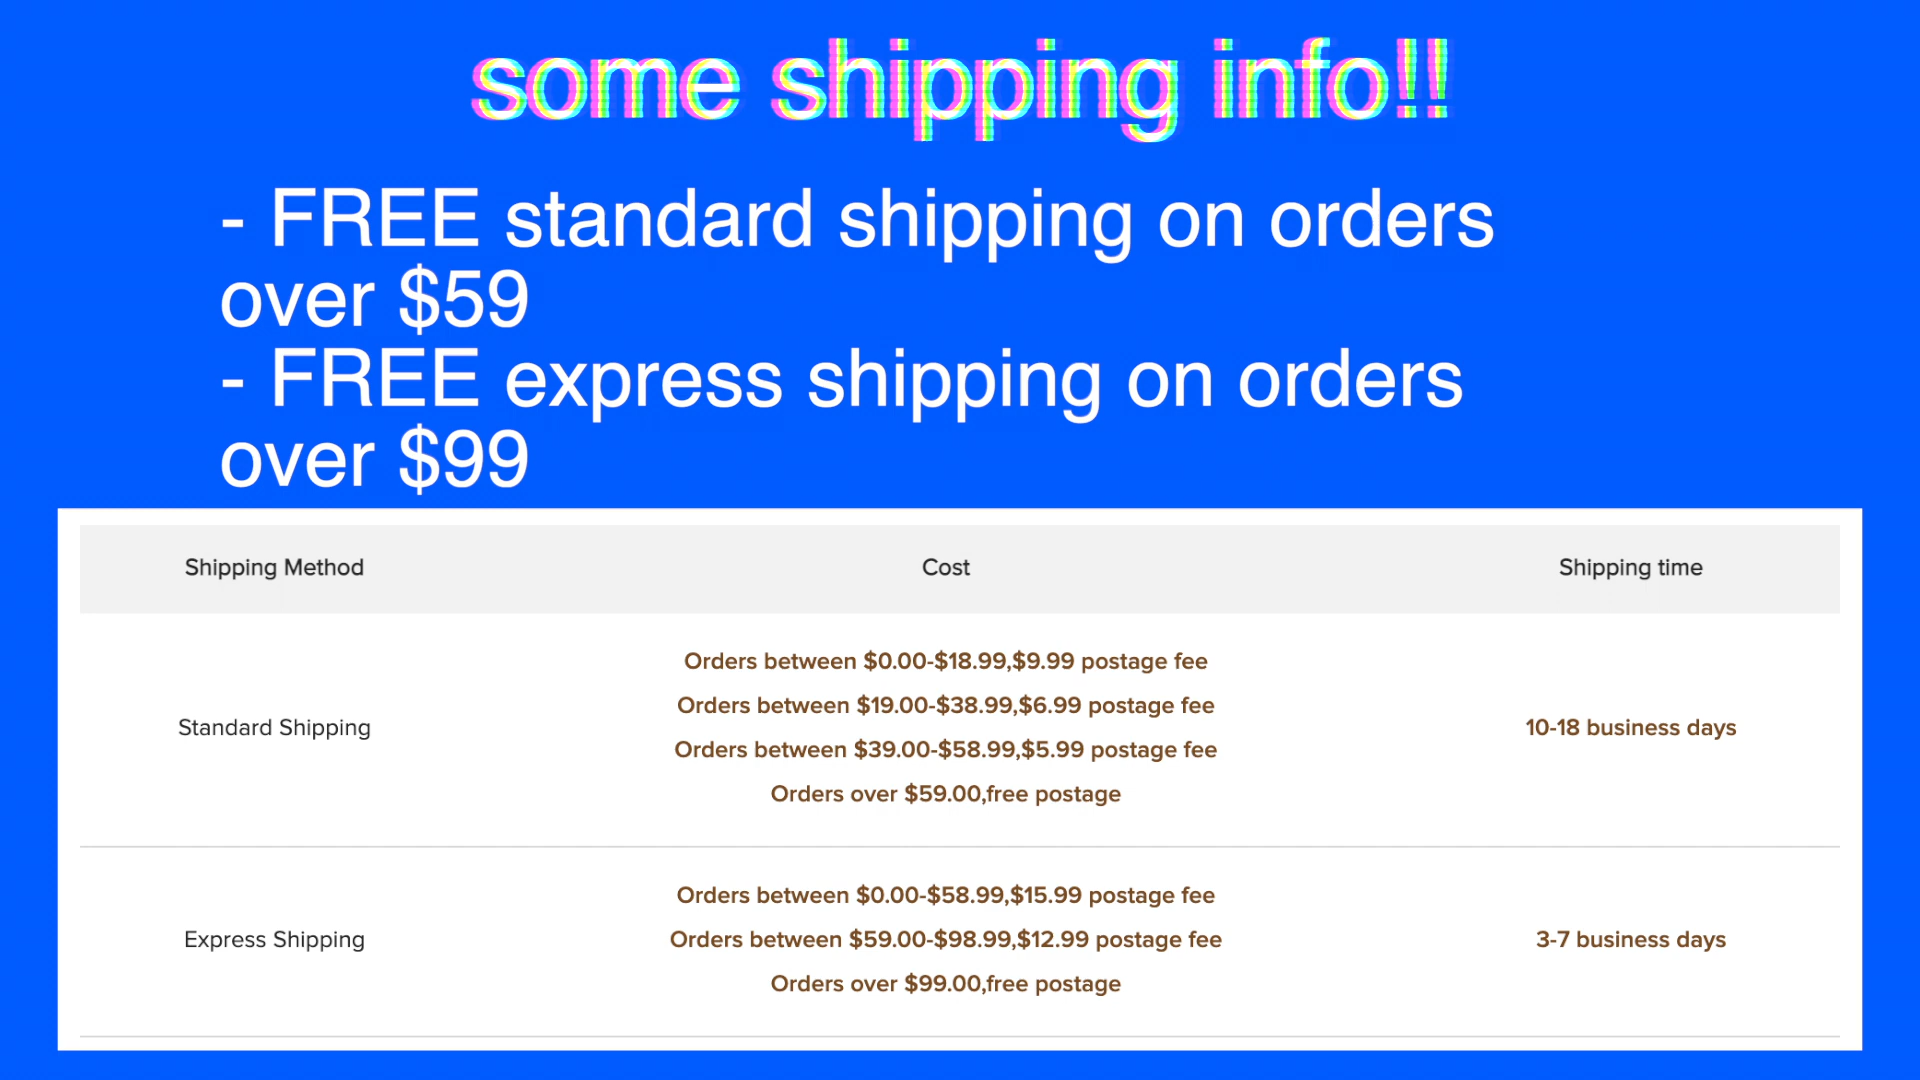 some shipping info!!
- FREE standard shipping on orders
over $59
- FREE express shipping on orders
over $99
Shipping Method Cost Shipping time
Orders between $0.00-$18.99,$9.99 postage fee
Orders between $19.00-$38.99,$6.99 postage fee
Standard Shipping 10-18 business days
Orders between $39.00-$58.99,$5.99 postage fee
Orders over $59.00,free postage
Orders between $0.00-$58.99,$15.99 postage fee
Express Shipping Orders between $59.00-$98.99,$12.99 postage fee 3-7 business days
Orders over $99.00,free postage